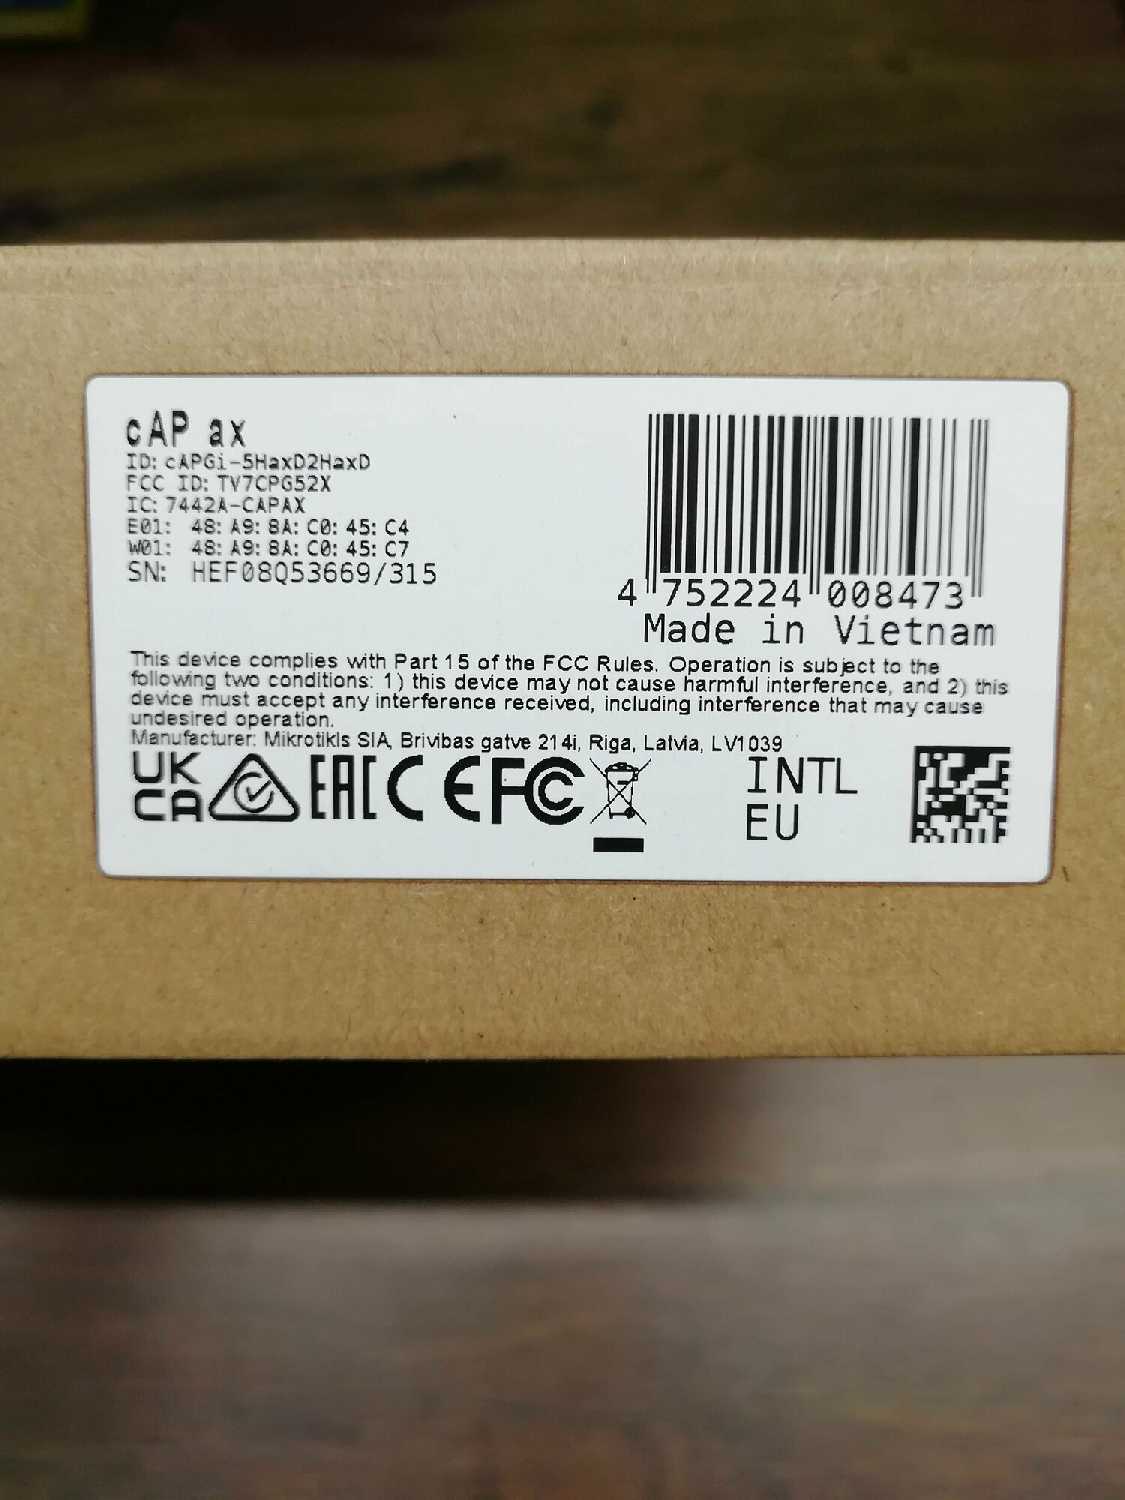 cAP ax
ID: cAPGi-5HaxD2HaxD
FCC ID: TV7CPG52X
IC: 7442A-CAPAX
E01: 48: A9: 8A: C0: 45: C4
W01: 48: A9: 8A: C0: 45: C7
SN: HEF08Q53669/315
4 752224 008473
Made in Vietnam
This device complies with Part 15 of the FCC Rules. Operation is subject to the
following two conditions: 1) this device may not cause harmful interference, and 2) this
device must accept any interference received, including interference that may cause
undesired operation.
Manufacturer: Mikrotikls SIA, Brivibas gatve 214i, Riga, Latvia, LV1039
UK
CA
EAC CE FC
INTL
EU